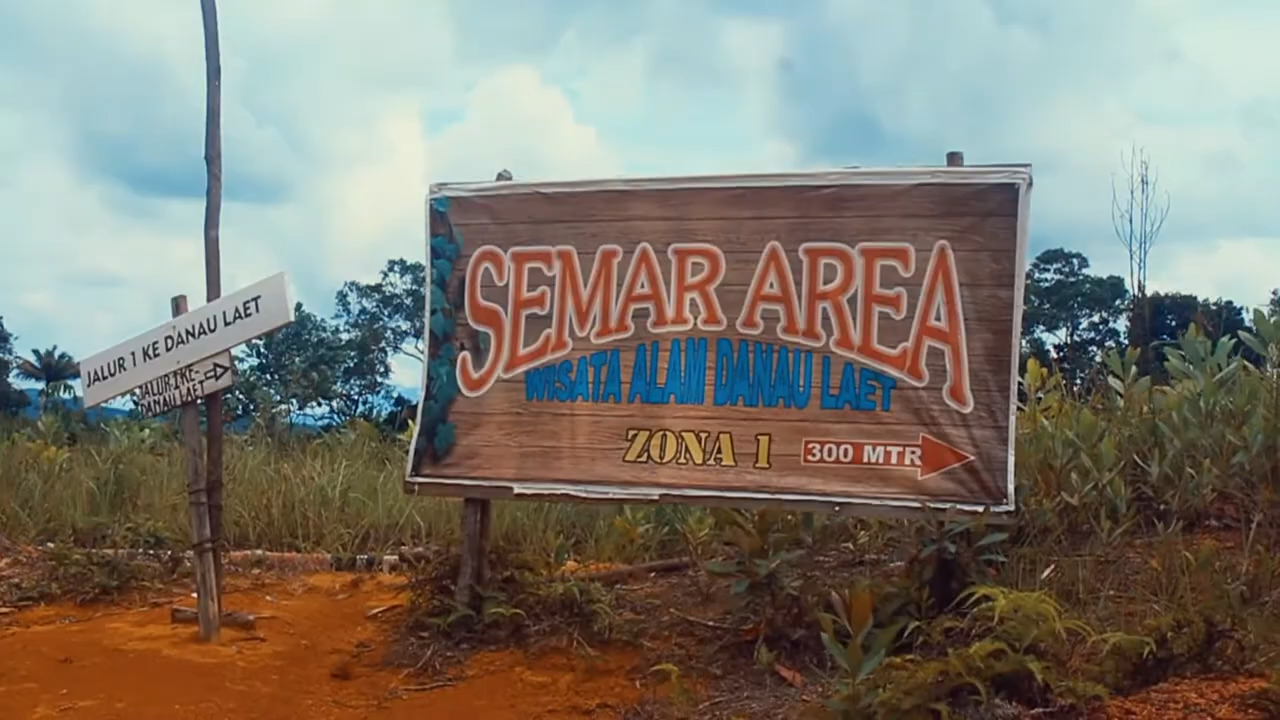 JALUR 1 KE DANAU LAET
JALUR 1 KE-
DANAU LAET
SEMAR AREA
WISATA ALAM DANAU LAET
ZONA 1
300 MTR